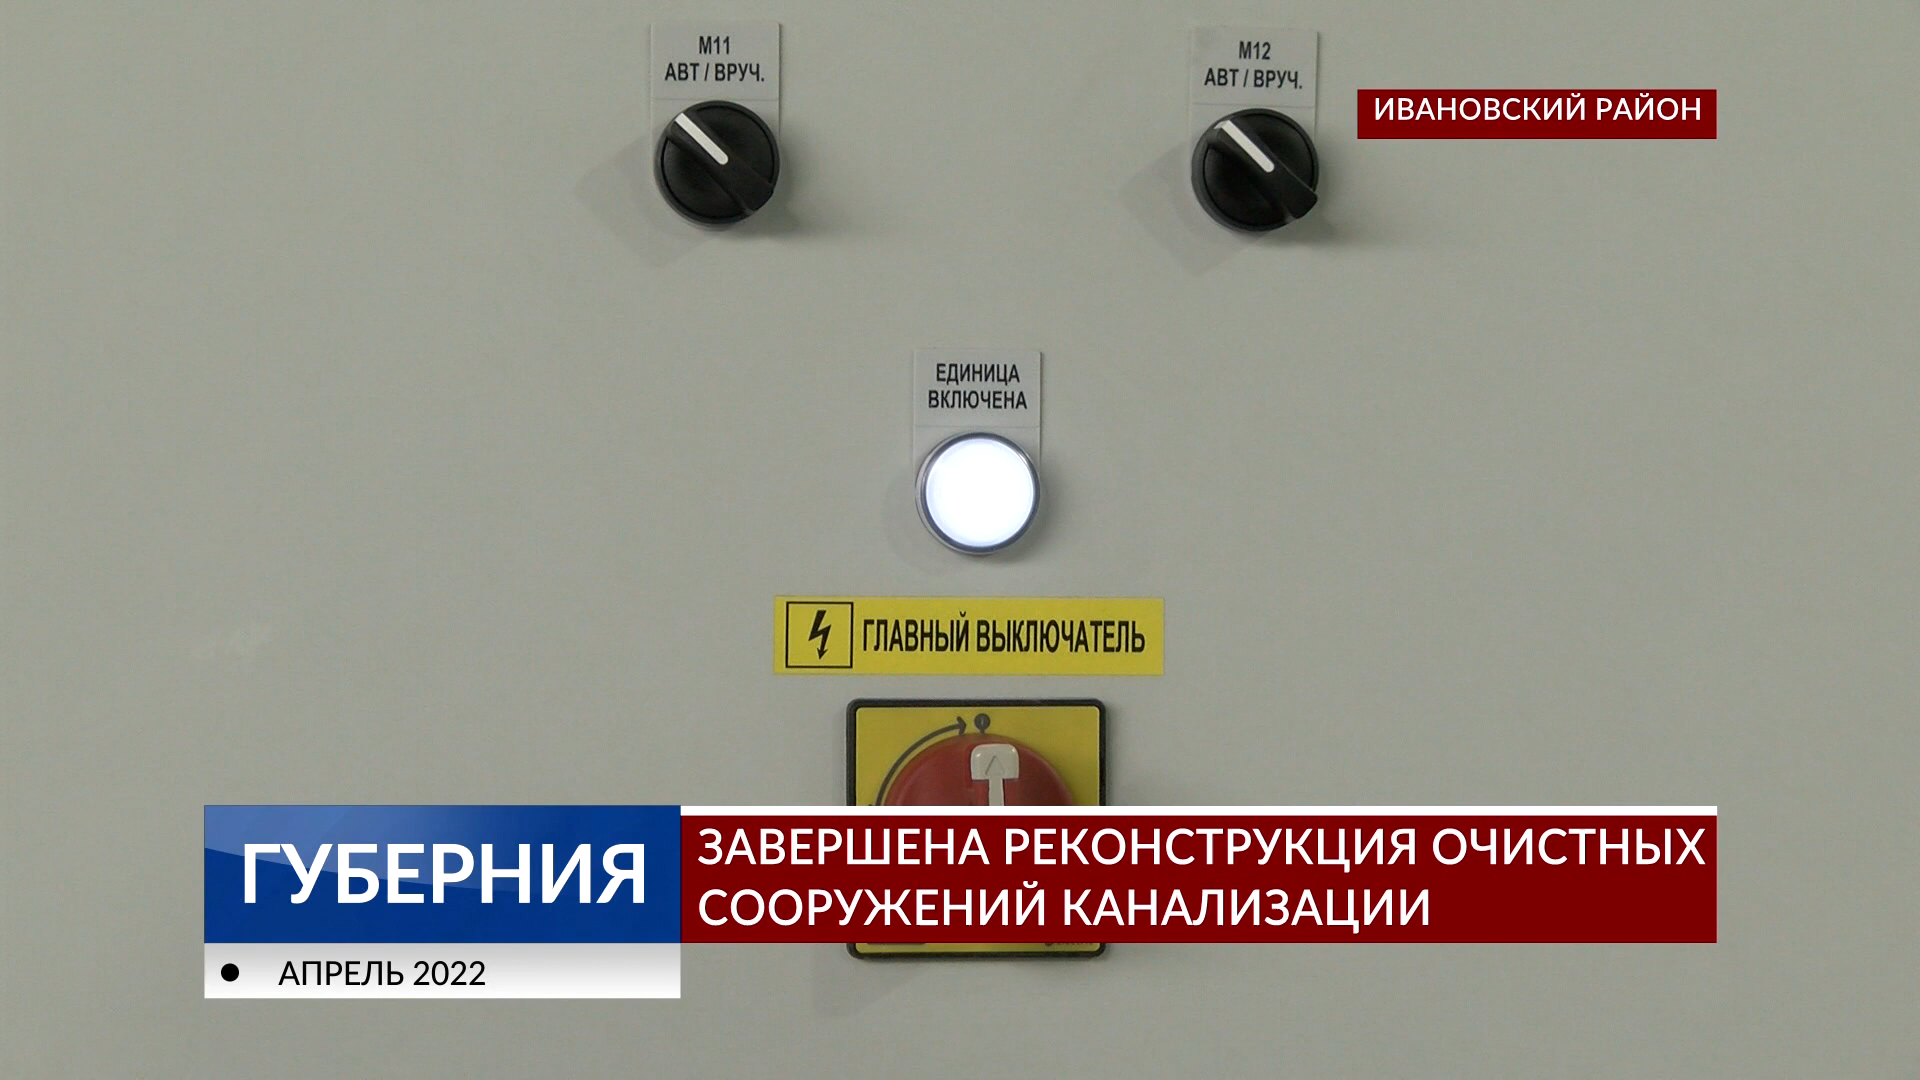 М11
АВТ / ВРУЧ.
М12
АВТ / ВРУЧ.
ИВАНОВСКИЙ РАЙОН
ЕДИНИЦА
ВКЛЮЧЕНА
ГЛАВНЫЙ ВЫКЛЮЧАТЕЛЬ
ГУБЕРНИЯ
ЗАВЕРШЕНА РЕКОНСТРУКЦИЯ ОЧИСТНЫХ
СООРУЖЕНИЙ КАНАЛИЗАЦИИ
АПРЕЛЬ 2022